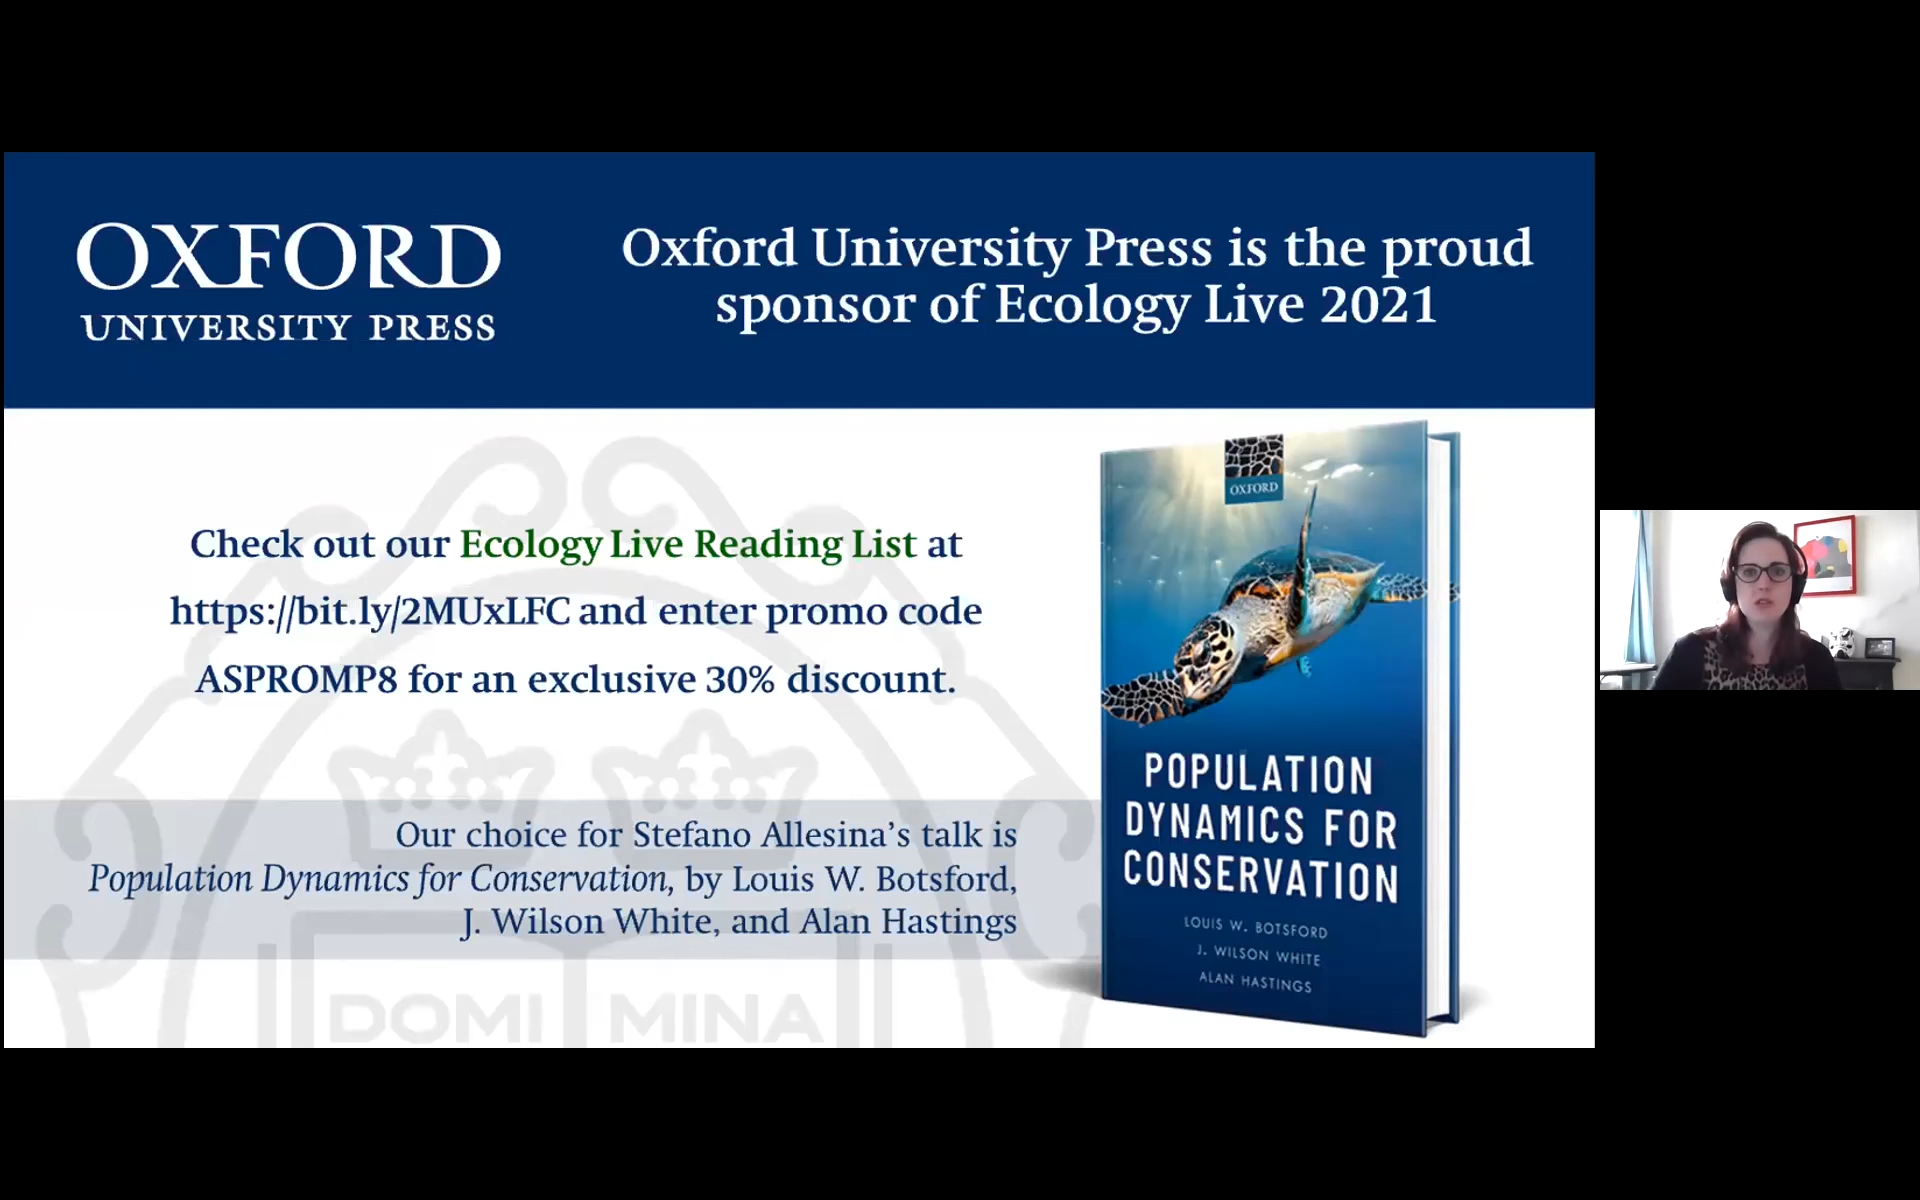 OXFORD
UNIVERSITY PRESS
Oxford University Press is the proud
sponsor of Ecology Live 2021
Check out our Ecology Live Reading List at
https://bit.ly/2MUxLFC and enter promo code
ASPROMP8 for an exclusive 30% discount.
Our choice for Stefano Allesina’s talk is
Population Dynamics for Conservation, by Louis W. Botsford,
J. Wilson White, and Alan Hastings
DOMI MINA
OXFORD
POPULATION
DYNAMICS FOR
CONSERVATION
LOUIS W. BOTSFORD
J. WILSON WHITE
ALAN HASTINGS